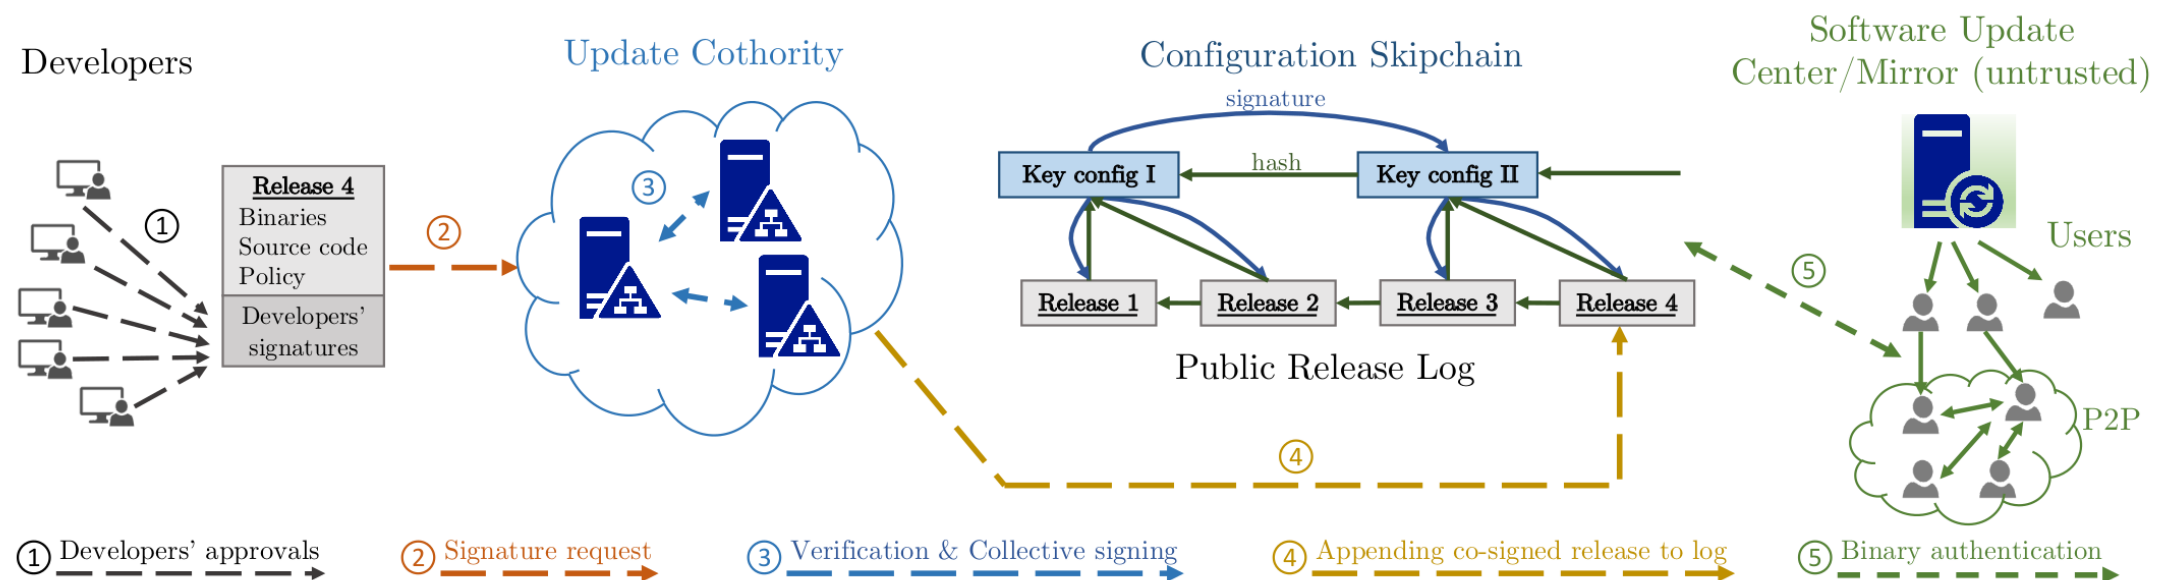 Developers
1
Release 4
Binaries
Source code
Policy
Developers'
signatures
2
Update Cothority
3
Configuration Skipchain
signature
Key config I
hash
Key config II
Release 1
Release 2
Release 3
Release 4
Public Release Log
4
Software Update
Center/Mirror (untrusted)
Users
5
P2P
1 Developers' approvals
2 Signature request
3 Verification & Collective signing
4 Appending co-signed release to log
5 Binary authentication